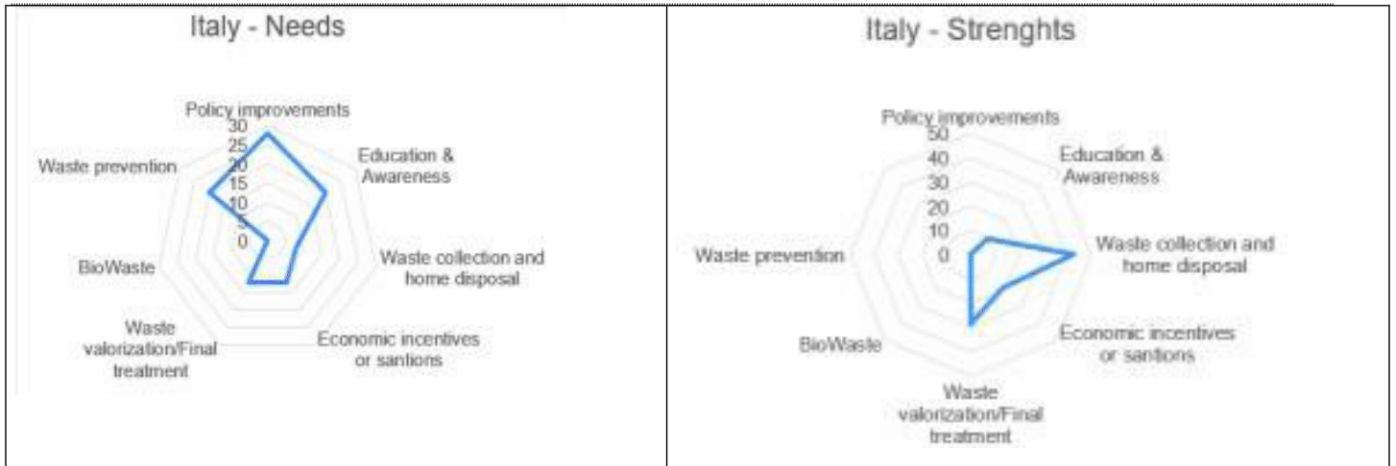 Italy - Needs
Policy improvements
30
25
20
15
10
5
0
Education &
Awareness
Waste collection and
home disposal
Economic incentives
or santions
Waste
valorization/Final
treatment
BioWaste
Waste prevention
Italy - Strenghts
Policy improvements
50
40
30
20
10
0
Education &
Awareness
Waste collection and
home disposal
Economic incentives
or santions
Waste
valorization/Final
treatment
BioWaste
Waste prevention